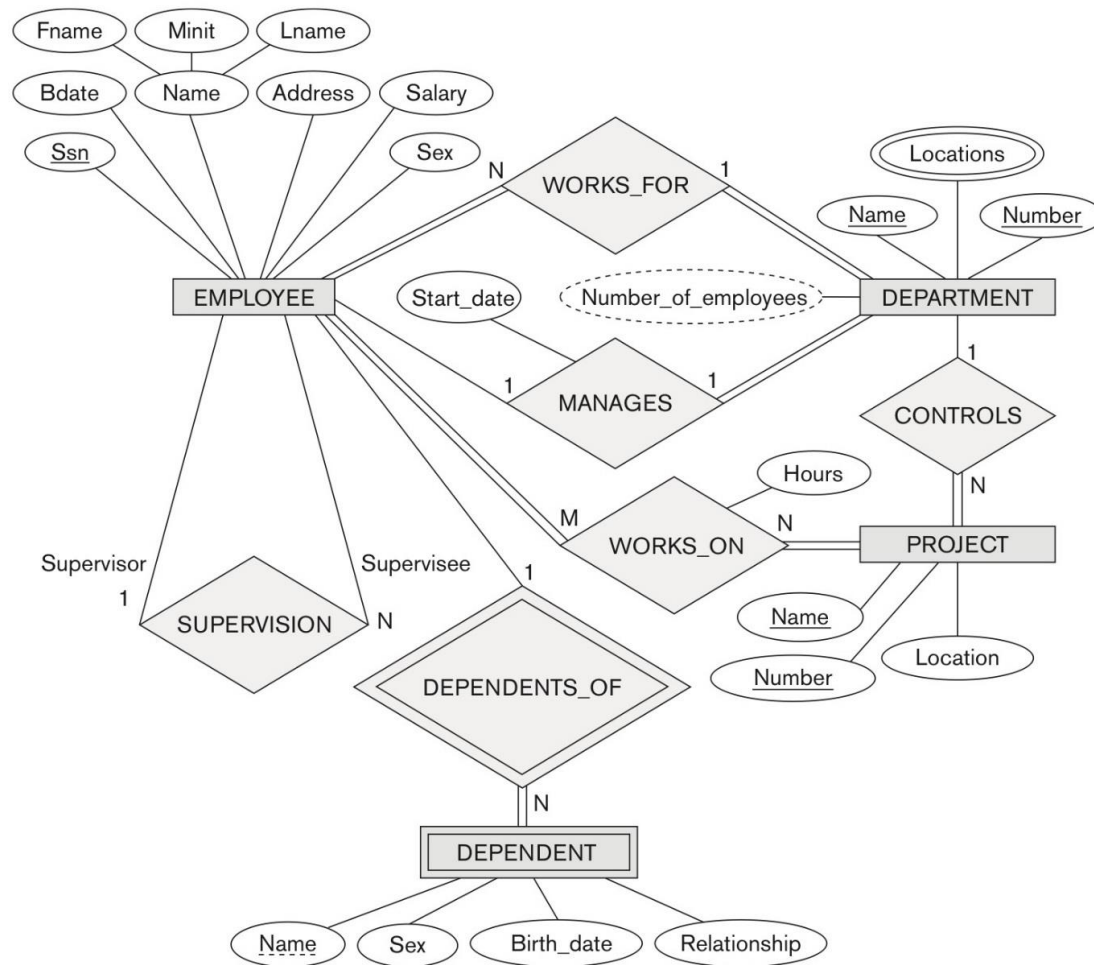 Fname
Minit
Lname
Bdate
Name
Address
Salary
Ssn
Sex
N
WORKS_FOR
1
Locations
Name
Number
EMPLOYEE
Start_date
Number_of_employees
DEPARTMENT
1
MANAGES
1
1
CONTROLS
N
Hours
M
WORKS_ON
N
PROJECT
Supervisor
1
SUPERVISION
Supervisee
N
1
Name
Number
Location
DEPENDENTS_OF
N
DEPENDENT
Name
Sex
Birth_date
Relationship